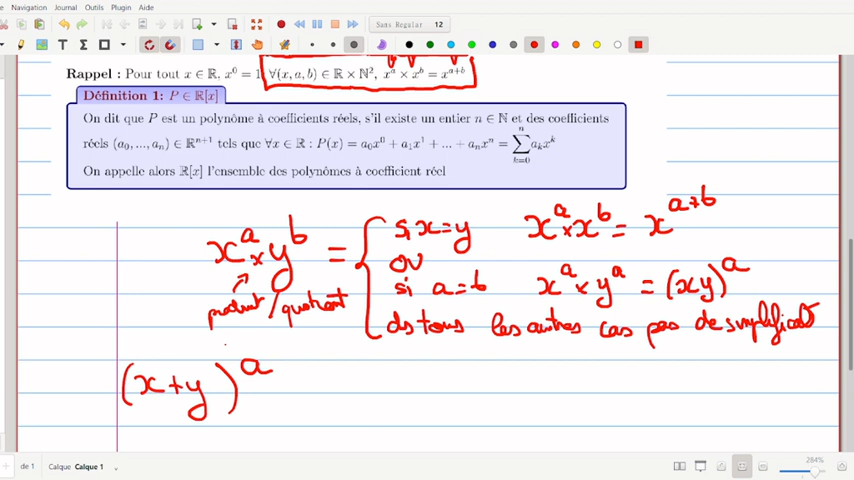 Navigation Journal Outils Plugin Aide
Sans Regular 12
Rappel : Pour tout x ∈ ℝ, x⁰ = 1, ∀(x, a, b) ∈ ℝ × ℕ², xᵃ × xᵇ = xᵃ⁺ᵇ
Définition 1: P ∈ ℝ[x]
On dit que P est un polynôme à coefficients réels, s'il existe un entier n ∈ ℕ et des coefficients
réels (a₀, ..., aₙ) ∈ ℝⁿ⁺¹ tels que ∀x ∈ ℝ : P(x) = a₀x⁰ + a₁x¹ + ... + aₙxⁿ = ∑ₖ₌₀ⁿ aₖxᵏ
On appelle alors ℝ[x] l'ensemble des polynômes à coefficient réel
xᵃ × yᵇ = { si x = y xᵃ × xᵇ = xᵃ⁺ᵇ
ou
si a = b xᵃ × yᵃ = (xy)ᵃ
produit / quotient
ds tous les autres cas pas de
(x + y)ᵃ
de 1 Calque Calque 1 284%